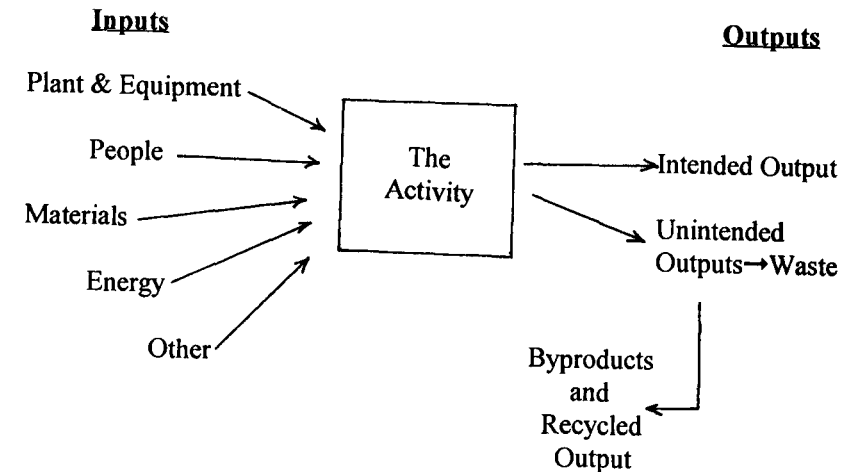 Inputs
Outputs
Plant & Equipment
People
Materials
Energy
Other
The
Activity
Intended Output
Unintended
Outputs→Waste
Byproducts
and
Recycled
Output